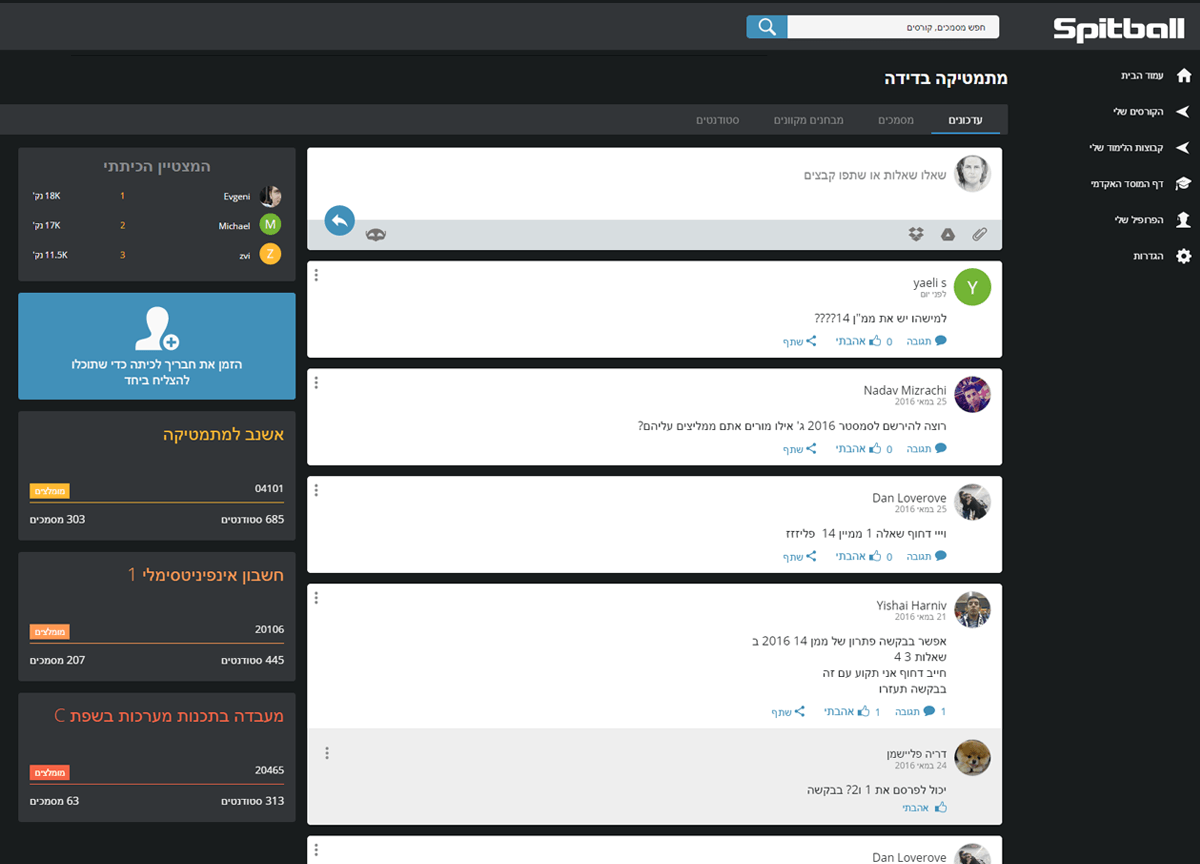 Spitball
חפש מסמכים, קורסים
עמוד הבית
הקורסים שלי
קבוצות הלימוד שלי
דף המוסד האקדמי
הפרופיל שלי
הגדרות
מתמטיקה בדידה
עדכונים
מסמכים
מבחנים מקוונים
סטודנטים
שאלו שאלות או שתפו קבצים
Y
yaeli s
לפני יום
למישהו יש את ממ"ן 14????
תגובה 0 אהבתי שתף
Nadav Mizrachi
25 במאי 2016
רוצה להירשם לסמסטר 2016 ג' אילו מורים אתם ממליצים עליהם?
תגובה 0 אהבתי שתף
Dan Loverove
25 במאי 2016
וייי דחוף שאלה 1 ממיין 14 פליזזז
תגובה 0 אהבתי שתף
Yishai Harniv
21 במאי 2016
אפשר בבקשה פתרון של ממן 14 2016 ב
שאלות 3 4
חייב דחוף אני תקוע עם זה
בבקשה תעזרו
1 תגובה 1 אהבתי שתף
דריה פליישמן
24 במאי 2016
יכול לפרסם את 1 ו2? בבקשה
אהבתי
Dan Loverove
המצטיין הכיתתי
Evgeni 1 18K נק'
M Michael 2 17K נק'
Z zvi 3 11.5K נק'
הזמן את חבריך לכיתה כדי שתוכלו
להצליח ביחד
אשנב למתמטיקה
04101
מומלצים
685 סטודנטים 303 מסמכים
חשבון אינפיניטסימלי 1
20106
מומלצים
445 סטודנטים 207 מסמכים
מעבדה בתכנות מערכות בשפת C
20465
מומלצים
313 סטודנטים 63 מסמכים